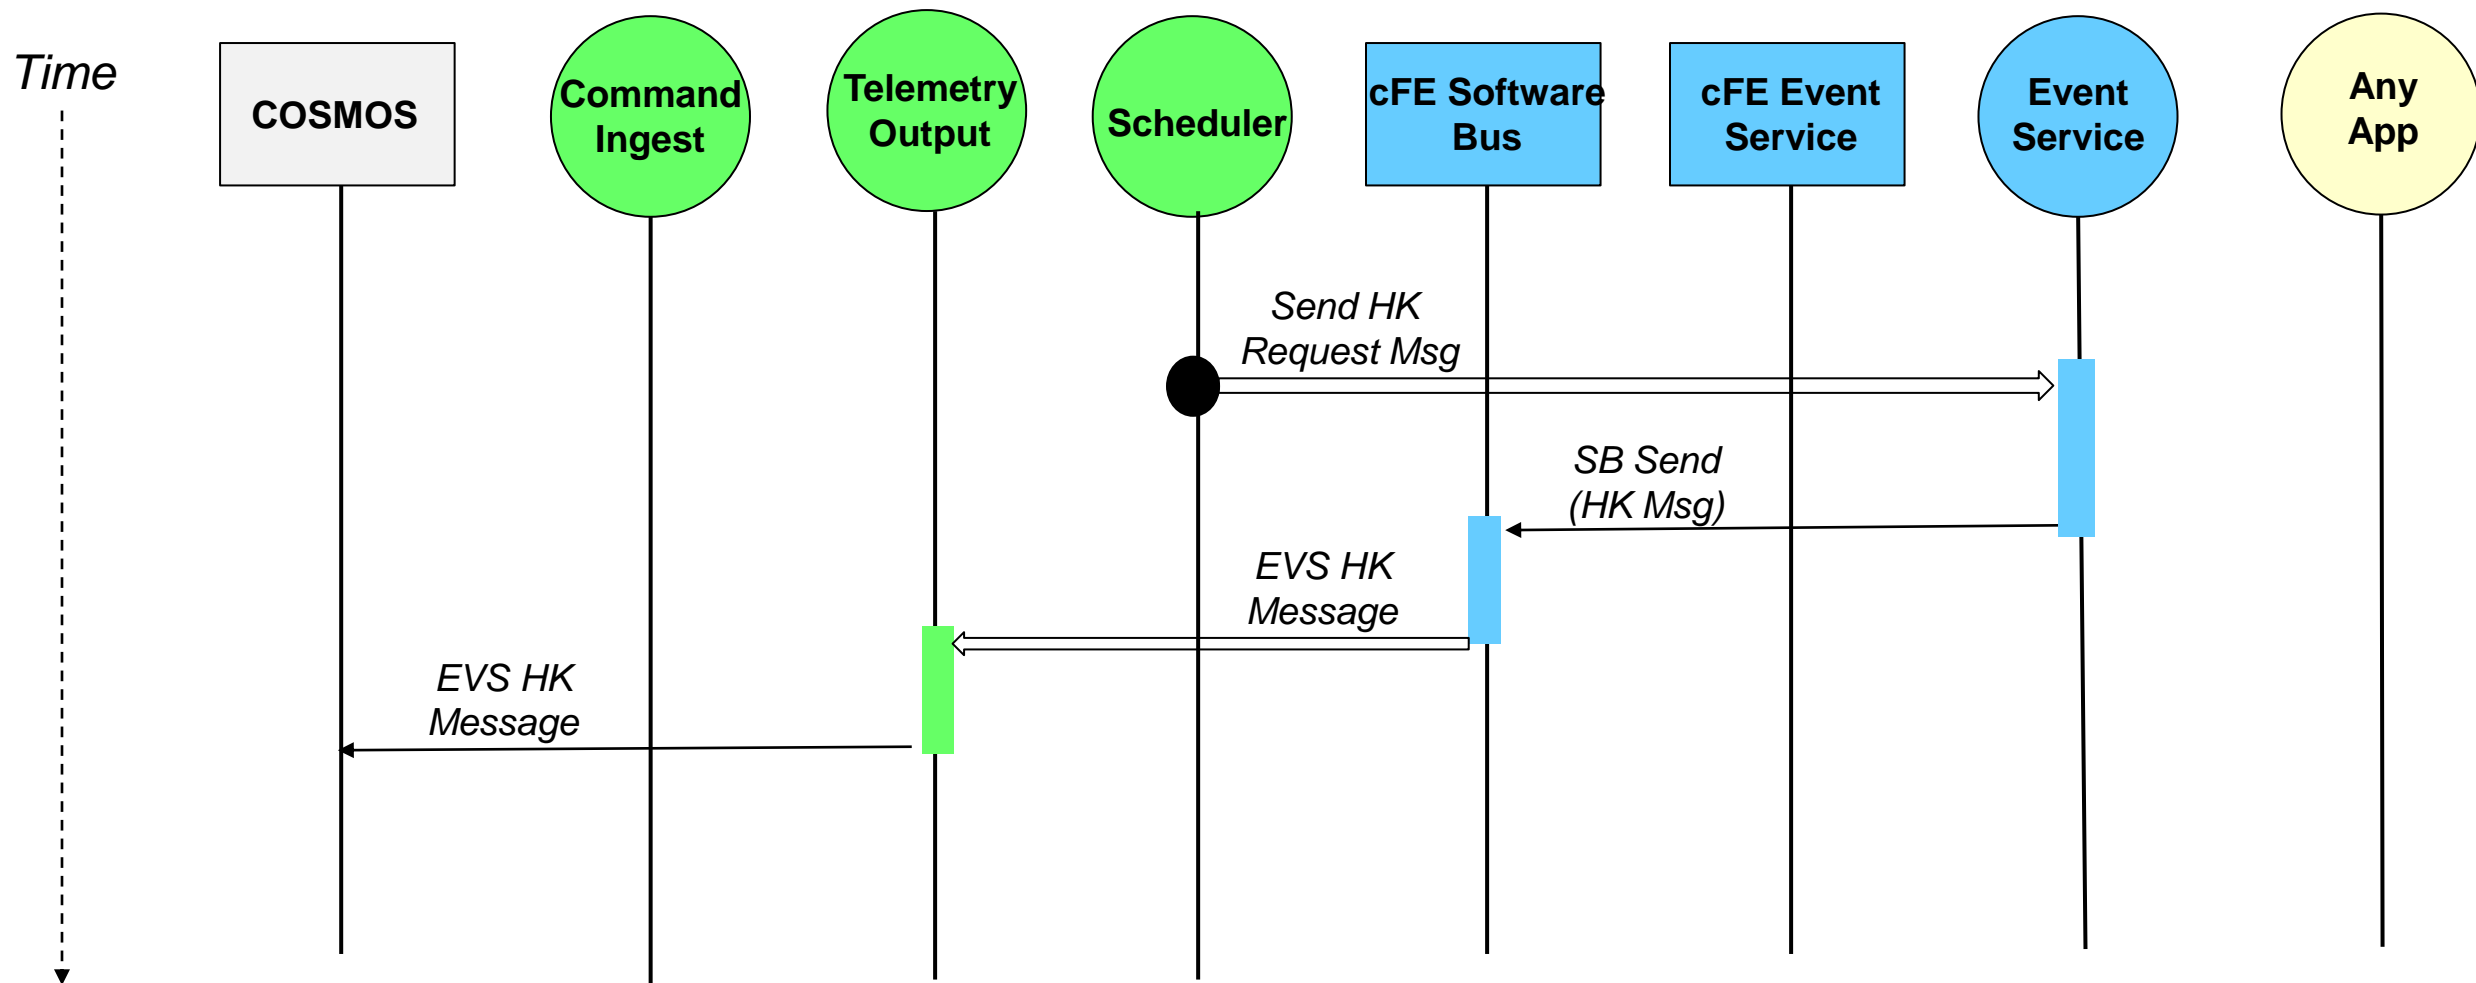 Time
COSMOS
Command
Ingest
Telemetry
Output
Scheduler
cFE Software
Bus
cFE Event
Service
Event
Service
Any
App
Send HK
Request Msg
SB Send
(HK Msg)
EVS HK
Message
EVS HK
Message